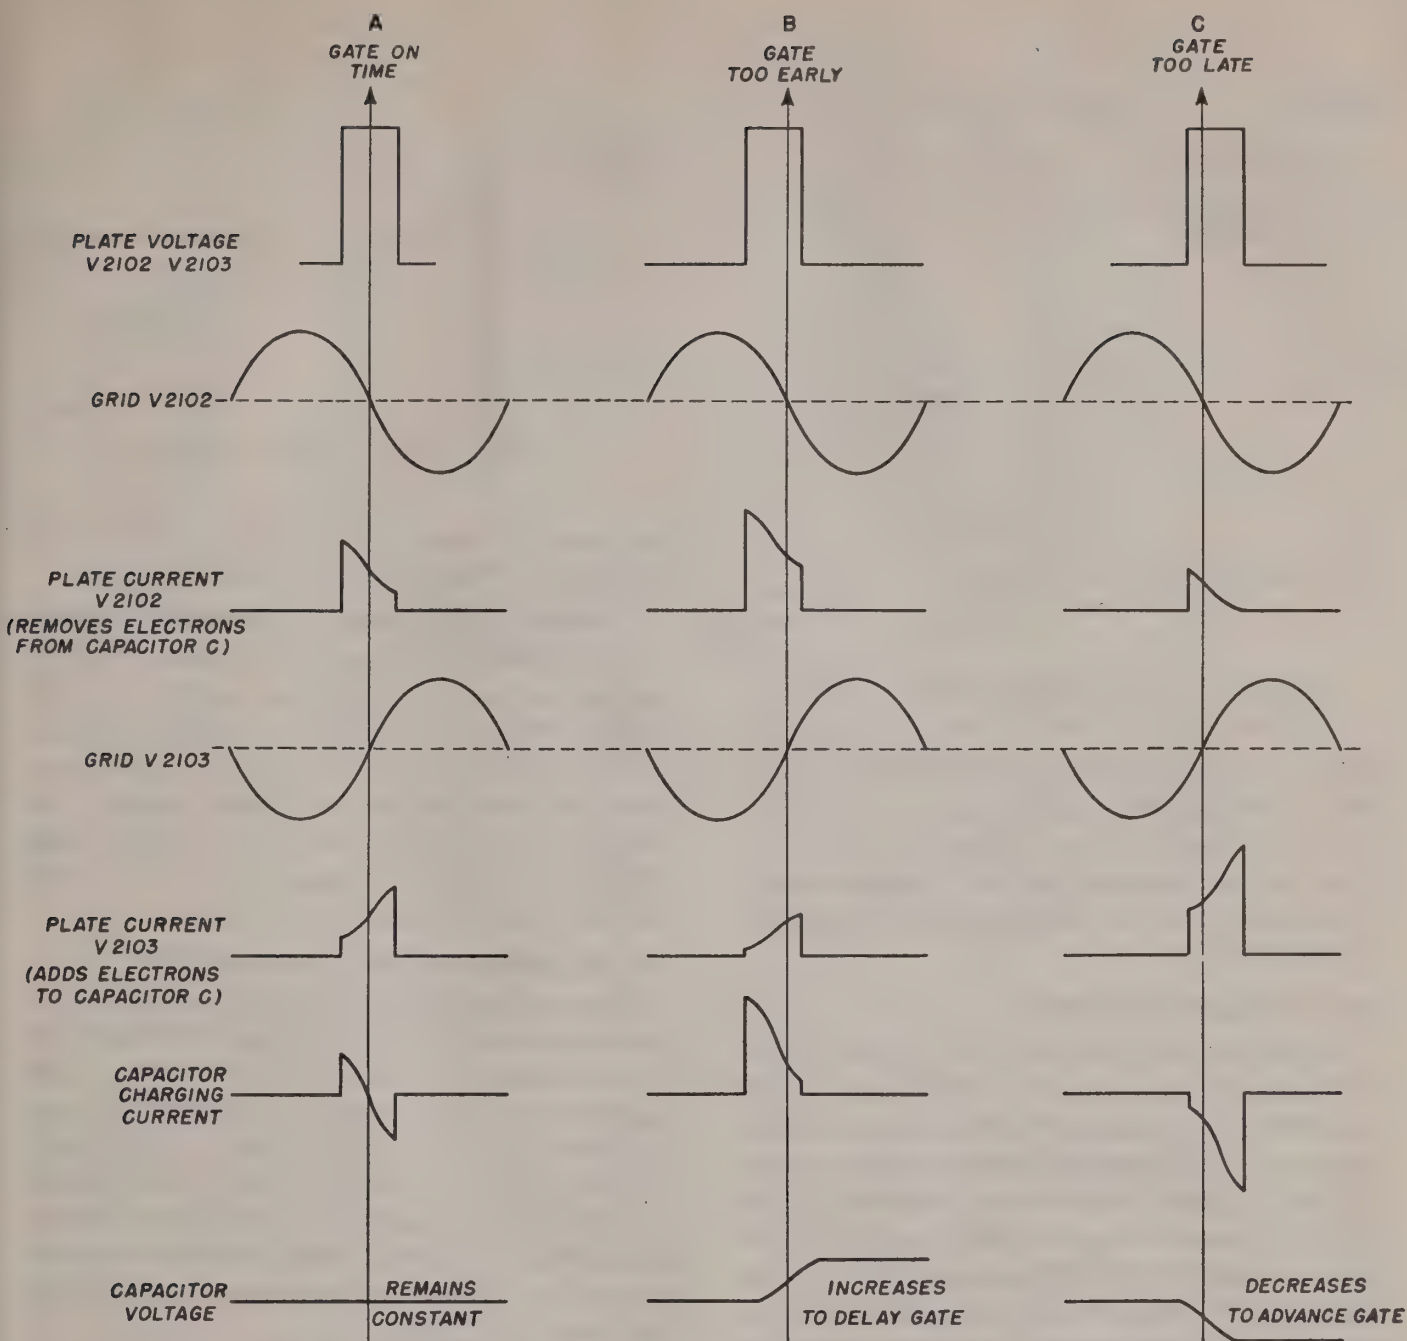 A
GATE ON
TIME
B
GATE
TOO EARLY
C
GATE
TOO LATE
PLATE VOLTAGE
V2102 V2103
GRID V2102
PLATE CURRENT
V2102
(REMOVES ELECTRONS
FROM CAPACITOR C)
GRID V2103
PLATE CURRENT
V2103
(ADDS ELECTRONS
TO CAPACITOR C)
CAPACITOR
CHARGING
CURRENT
CAPACITOR
VOLTAGE
REMAINS
CONSTANT
INCREASES
TO DELAY GATE
DECREASES
TO ADVANCE GATE